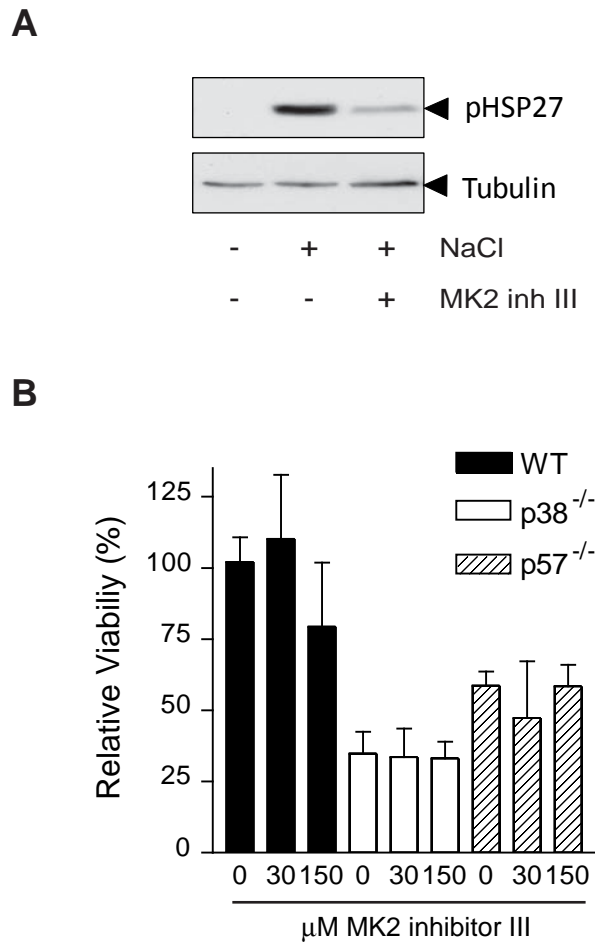 A
pHSP27
Tubulin
- + + NaCl
- - + MK2 inh III
B
WT
p38 -/-
p57 -/-
Relative Viabiliy (%)
125
100
75
50
25
0
0 30 150 0 30 150 0 30 150
μM MK2 inhibitor III